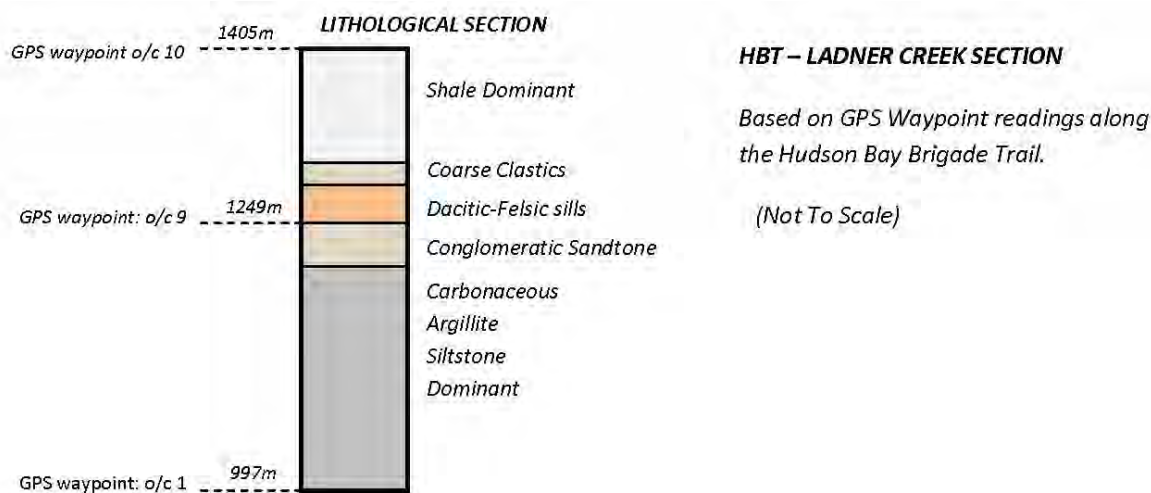 LITHOLOGICAL SECTION
1405m
GPS waypoint o/c 10
Shale Dominant
Coarse Clastics
Dacitic-Felsic sills
1249m
GPS waypoint: o/c 9
Conglomeratic Sandtone
Carbonaceous
Argillite
Siltstone
Dominant
997m
GPS waypoint: o/c 1
HBT – LADNER CREEK SECTION
Based on GPS Waypoint readings along
the Hudson Bay Brigade Trail.
(Not To Scale)